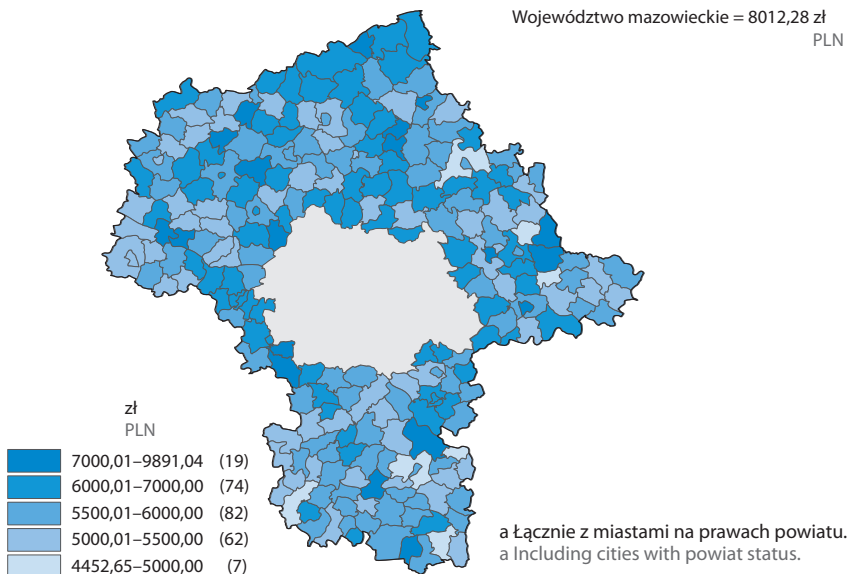 Województwo mazowieckie = 8012,28 zł
PLN
zł
PLN
7000,01–9891,04 (19)
6000,01–7000,00 (74)
5500,01–6000,00 (82)
5000,01–5500,00 (62)
4452,65–5000,00 (7)
a Łącznie z miastami na prawach powiatu.
a Including cities with powiat status.